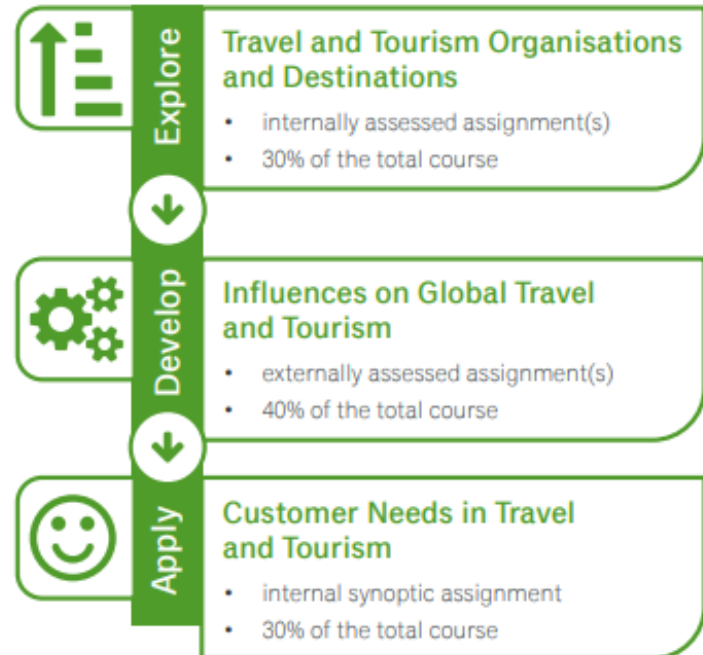 Explore
Travel and Tourism Organisations
and Destinations
• internally assessed assignment(s)
• 30% of the total course
Develop
Influences on Global Travel
and Tourism
• externally assessed assignment(s)
• 40% of the total course
Apply
Customer Needs in Travel
and Tourism
• internal synoptic assignment
• 30% of the total course